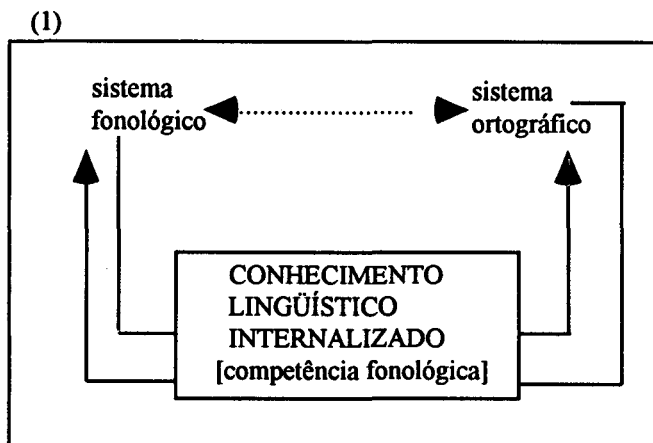 (1)
sistema
fonológico
sistema
ortográfico
CONHECIMENTO
LINGÜÍSTICO
INTERNALIZADO
[competência fonológica]